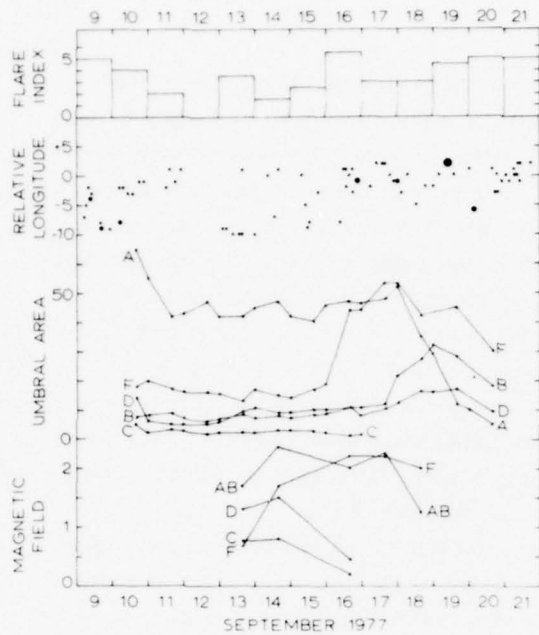 9 10 11 12 13 14 15 16 17 18 19 20 21
FLARE INDEX
5
0
RELATIVE LONGITUDE
5
0
-5
-10
UMBRAL AREA
A
50
F
D
B
C
0
C
F
B
D
A
MAGNETIC FIELD
2
1
0
AB
D
C
F
F
AB
9 10 11 12 13 14 15 16 17 18 19 20 21
SEPTEMBER 1977